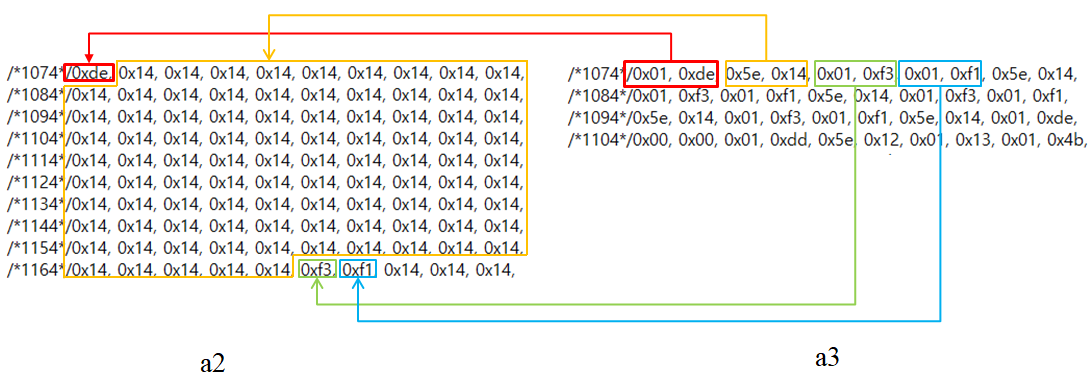 /*1074*/0xde, 0x14, 0x14, 0x14, 0x14, 0x14, 0x14, 0x14, 0x14, 0x14,
/*1084*/0x14, 0x14, 0x14, 0x14, 0x14, 0x14, 0x14, 0x14, 0x14, 0x14,
/*1094*/0x14, 0x14, 0x14, 0x14, 0x14, 0x14, 0x14, 0x14, 0x14, 0x14,
/*1104*/0x14, 0x14, 0x14, 0x14, 0x14, 0x14, 0x14, 0x14, 0x14, 0x14,
/*1114*/0x14, 0x14, 0x14, 0x14, 0x14, 0x14, 0x14, 0x14, 0x14, 0x14,
/*1124*/0x14, 0x14, 0x14, 0x14, 0x14, 0x14, 0x14, 0x14, 0x14, 0x14,
/*1134*/0x14, 0x14, 0x14, 0x14, 0x14, 0x14, 0x14, 0x14, 0x14, 0x14,
/*1144*/0x14, 0x14, 0x14, 0x14, 0x14, 0x14, 0x14, 0x14, 0x14, 0x14,
/*1154*/0x14, 0x14, 0x14, 0x14, 0x14, 0x14, 0x14, 0x14, 0x14, 0x14,
/*1164*/0x14, 0x14, 0x14, 0x14, 0x14 0xf3, 0xf1 0x14, 0x14, 0x14,
a2
/*1074*/0x01, 0xde 0x5e, 0x14, 0x01, 0xf3 0x01, 0xf1, 0x5e, 0x14,
/*1084*/0x01, 0xf3, 0x01, 0xf1, 0x5e, 0x14, 0x01, 0xf3, 0x01, 0xf1,
/*1094*/0x5e, 0x14, 0x01, 0xf3, 0x01, 0xf1, 0x5e, 0x14, 0x01, 0xde,
/*1104*/0x00, 0x00, 0x01, 0xdd, 0x5e, 0x12, 0x01, 0x13, 0x01, 0x4b,
a3